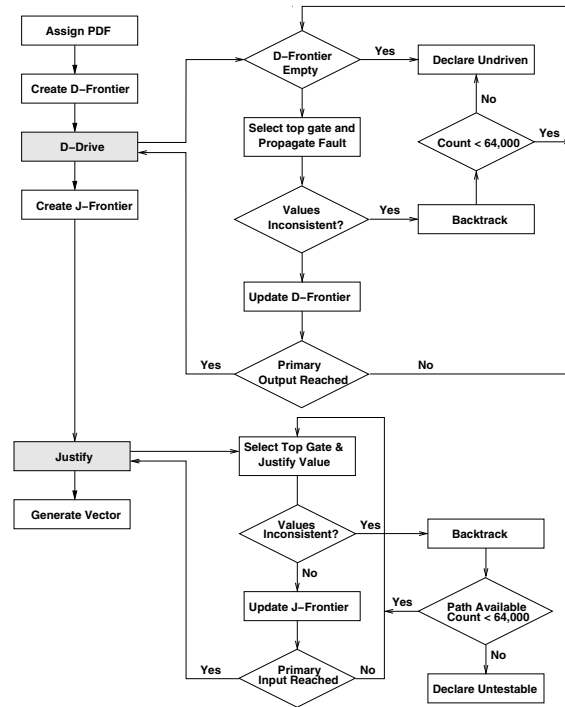 Assign PDF
Create D-Frontier
D-Drive
Create J-Frontier
D-Frontier
Empty
Yes
Declare Undriven
No
Select top gate and
Propagate Fault
Count < 64,000
Yes
Values
Inconsistent?
Yes
Backtrack
Update D-Frontier
Primary
Output Reached
Yes
No
Justify
Generate Vector
Select Top Gate &
Justify Value
Values
Inconsistent?
Yes
Backtrack
No
Update J-Frontier
Path Available
Count < 64,000
Yes
No
Primary
Input Reached
Yes
No
Declare Untestable